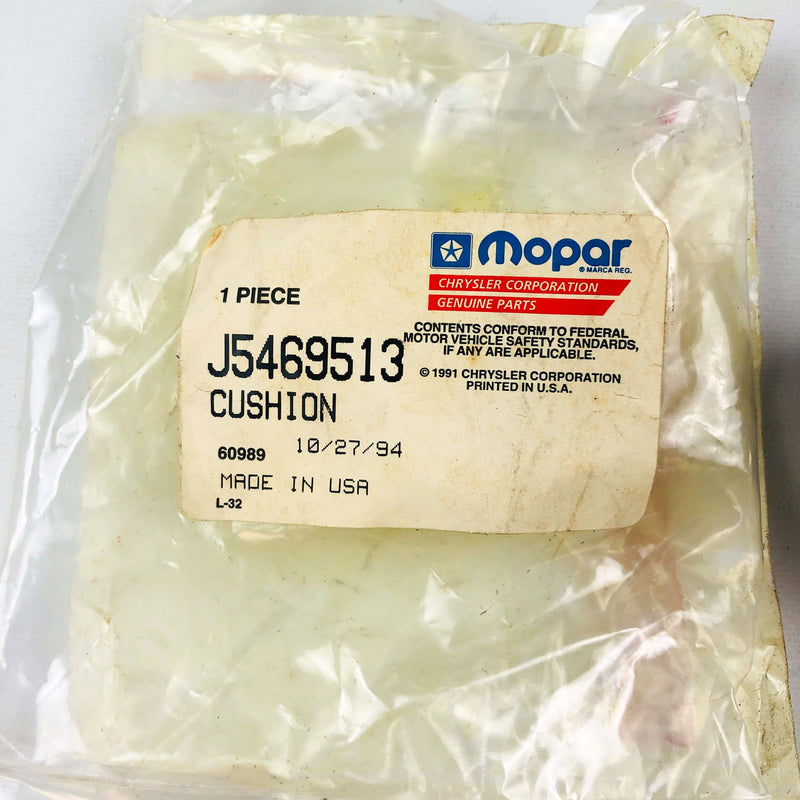 mopar
® MARCA REG.
CHRYSLER CORPORATION
GENUINE PARTS
1 PIECE
J5469513
CUSHION
CONTENTS CONFORM TO FEDERAL
MOTOR VEHICLE SAFETY STANDARDS,
IF ANY ARE APPLICABLE.
© 1991 CHRYSLER CORPORATION
PRINTED IN U.S.A.
60989 10/27/94
MADE IN USA
L-32